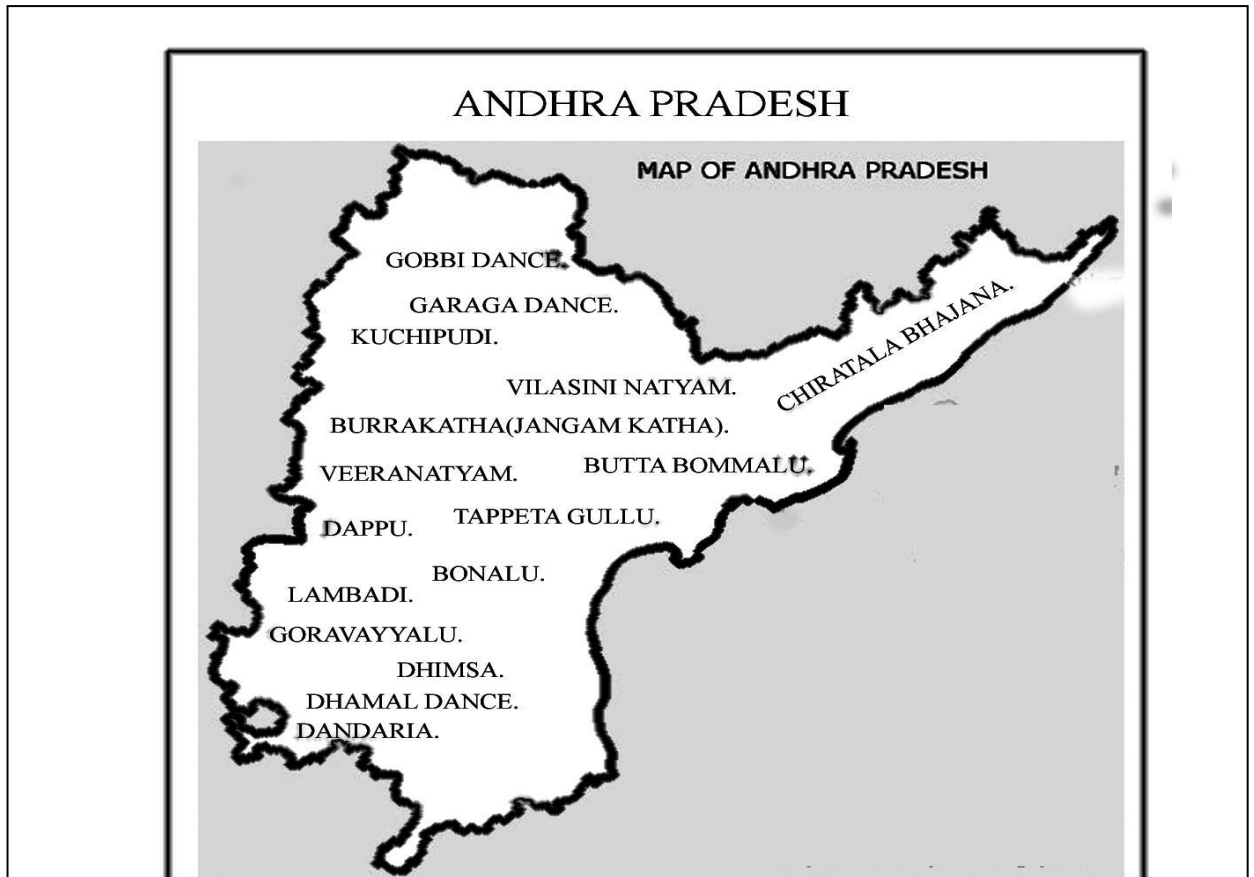 ANDHRA PRADESH
MAP OF ANDHRA PRADESH
GOBBI DANCE.
GARAGA DANCE.
KUCHIPUDI.
CHIRATALA BHAJANA.
VILASINI NATYAM.
BURRAKATHA(JANGAM KATHA).
BUTTA BOMMALU.
VEERANATYAM.
TAPPETA GULLU.
DAPPU.
BONALU.
LAMBADI.
GORAVAYYALU.
DHIMSA.
DHAMAL DANCE.
DANDARIA.